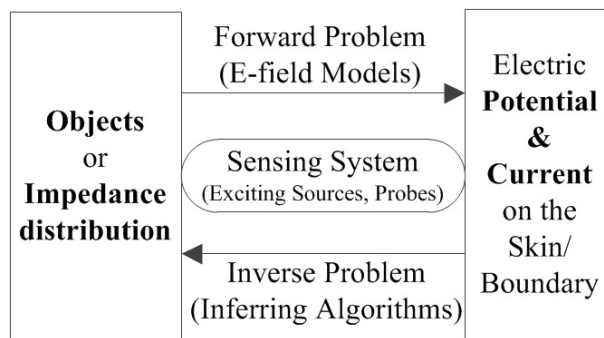 Objects
or
Impedance
distribution
Forward Problem
(E-field Models)
Sensing System
(Exciting Sources, Probes)
Inverse Problem
(Inferring Algorithms)
Electric
Potential
&
Current
on the
Skin/
Boundary